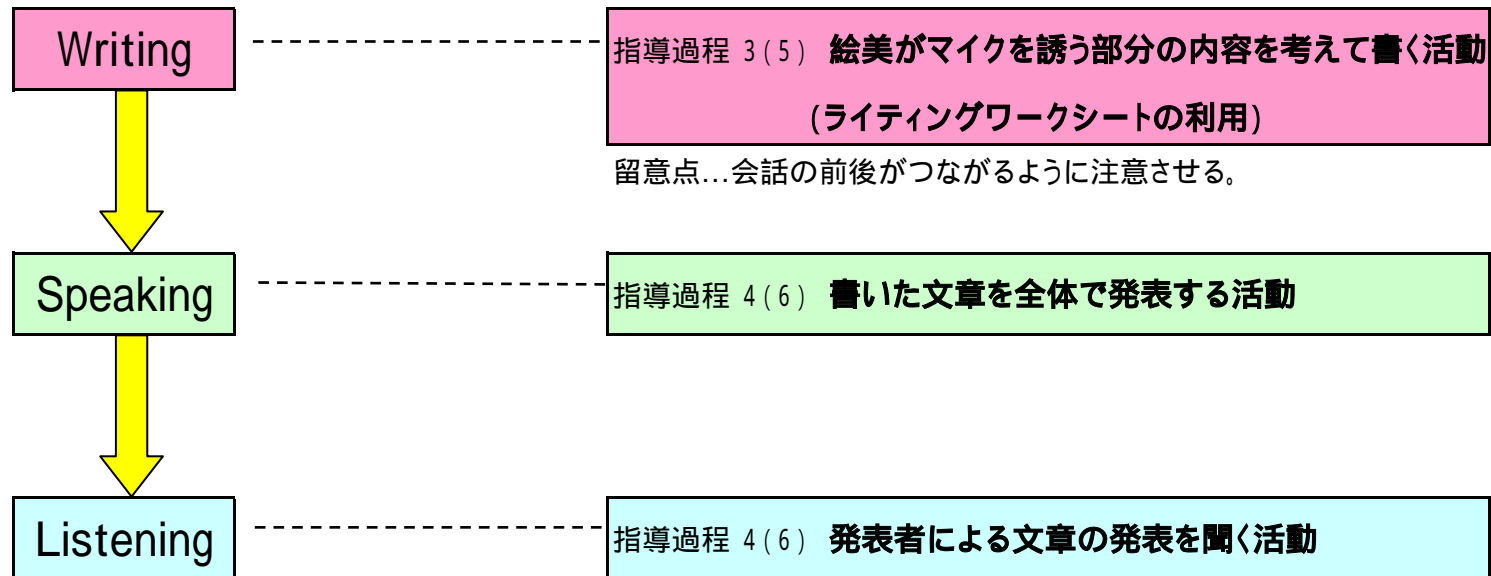 Writing
指導過程 3(5) 絵美がマイクを誘う部分の内容を考えて書く活動
(ライティングワークシートの利用)
留意点…会話の前後がつながるように注意させる。
Speaking
指導過程 4(6) 書いた文章を全体で発表する活動
Listening
指導過程 4(6) 発表者による文章の発表を聞く活動